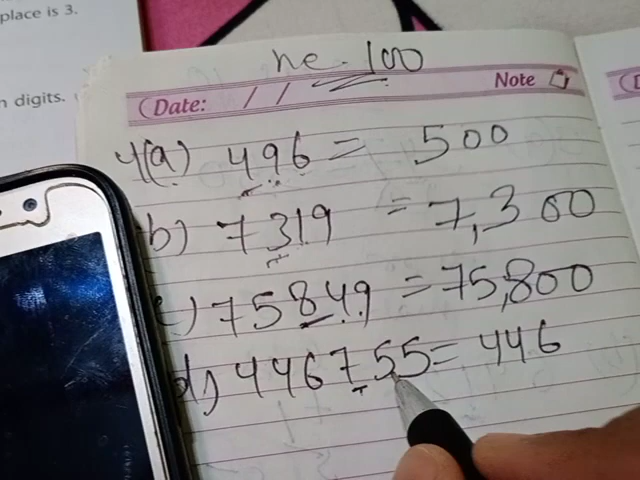 place is 3.
n digits.
ne. 100
Date: / / Note
4(a) 496 = 500
b) 7319 = 7,300
c) 75849 = 75,800
d) 446755 = 446